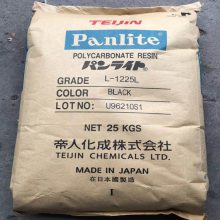 TEIJIN
Panlite
POLYCARBONATE RESIN
パンライト
GRADE L-1225L
COLOR BLACK
LOT NO: U96210S1
NET 25 KGS
帝人化成株式会社
TEIJIN CHEMICALS LTD.
MADE IN JAPAN
在日本國製造
I